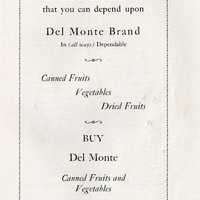 that you can depend upon
Del Monte Brand
In (all ways) Dependable
Canned Fruits
Vegetables
Dried Fruits
BUY
Del Monte
Canned Fruits and
Vegetables